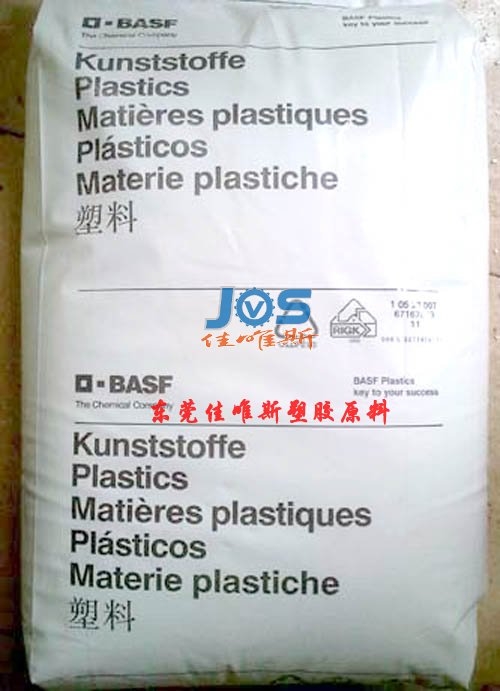 BASF
The Chemical Company
BASF Plastics
key to your success
Kunststoffe
Plastics
Matières plastiques
Plásticos
Materie plastiche
塑料
JVS
佳唯斯
RIGK
11
BASF
The Chemical Company
BASF Plastics
key to your success
东莞佳唯斯塑胶原料
Kunststoffe
Plastics
Matières plastiques
Plásticos
Materie plastiche
塑料